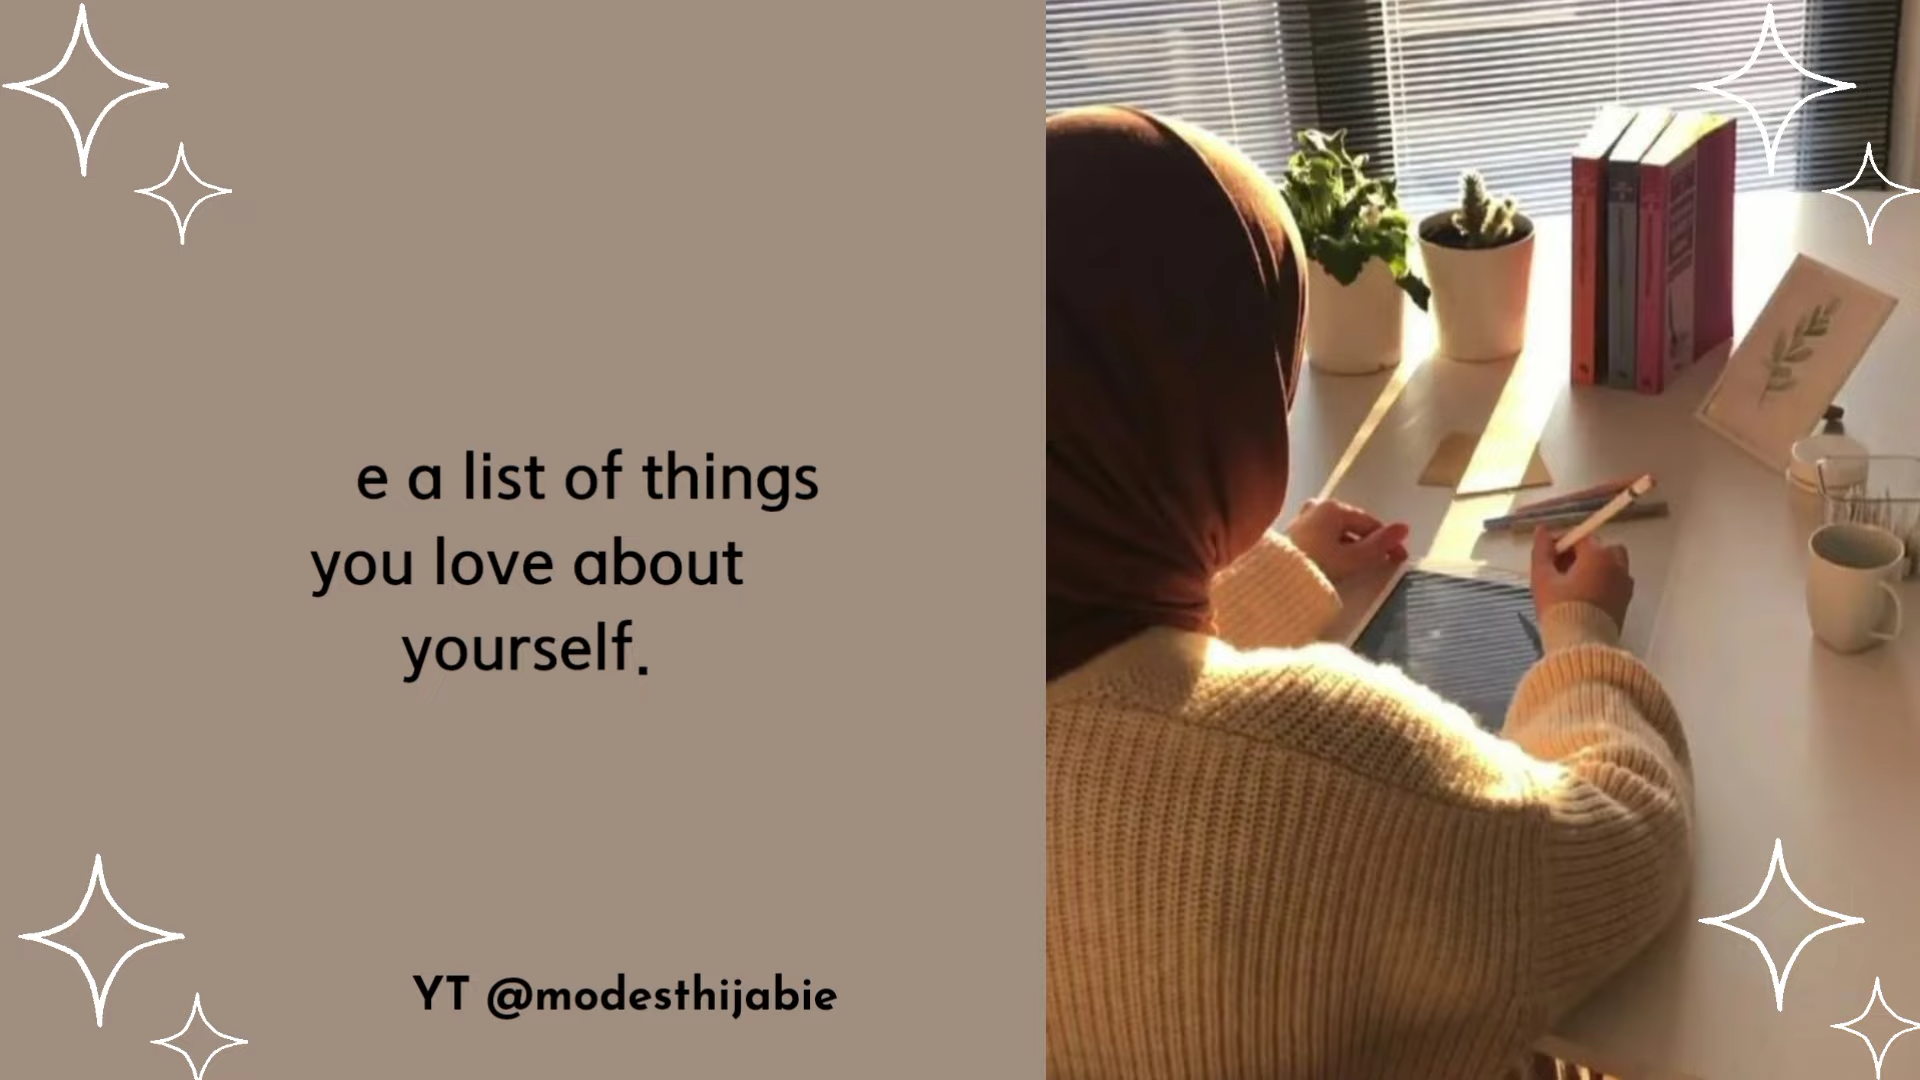 e a list of things
you love about
yourself.
YT @modesthijabie